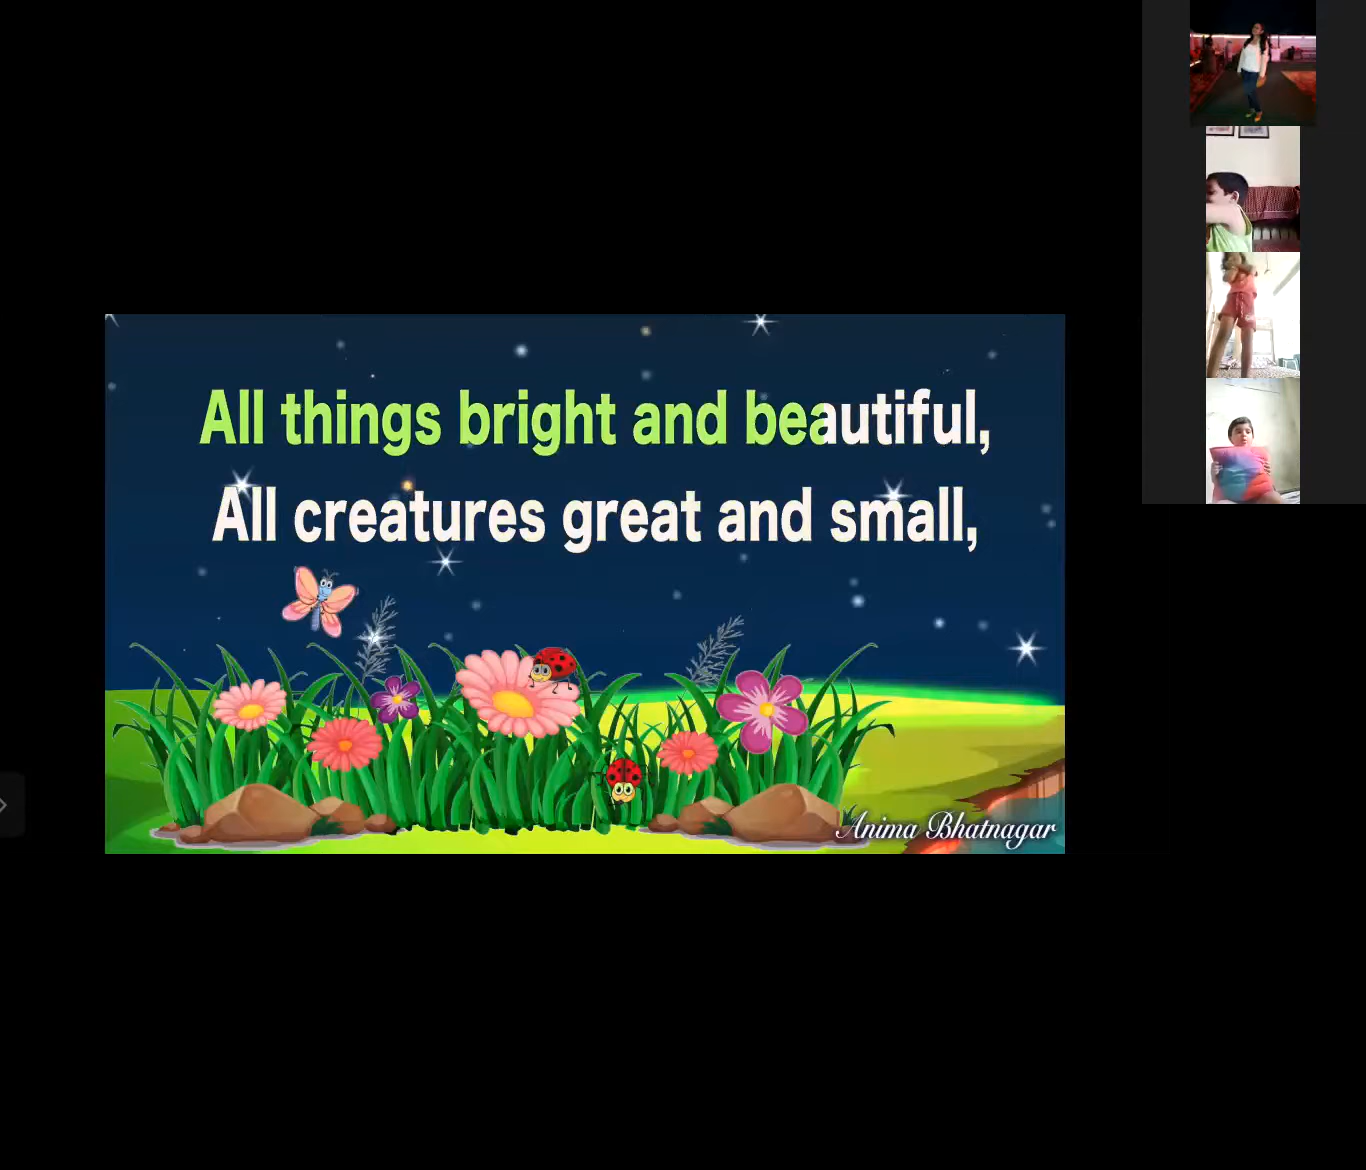 All things bright and beautiful,
All creatures great and small,
Anima Bhatnagar